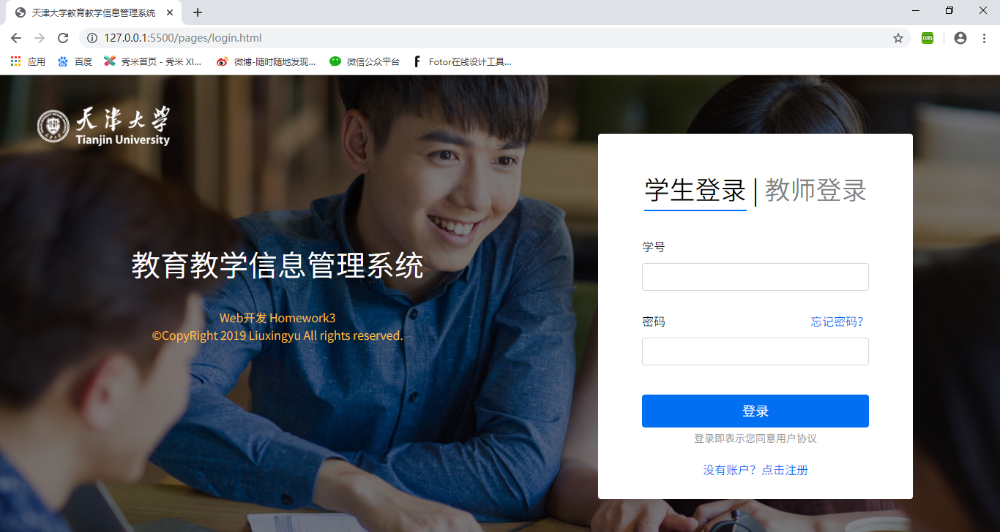 天津大学教育教学信息管理系统
127.0.0.1:5500/pages/login.html
CORS
应用 百度 秀米首页 - 秀米 XI... 微博-随时随地发现... 微信公众平台 Fotor在线设计工具...
天津大学
Tianjin University
教育教学信息管理系统
Web开发 Homework3
©CopyRight 2019 Liuxingyu All rights reserved.
学生登录 | 教师登录
学号
密码 忘记密码?
登录
登录即表示您同意用户协议
没有账户？点击注册